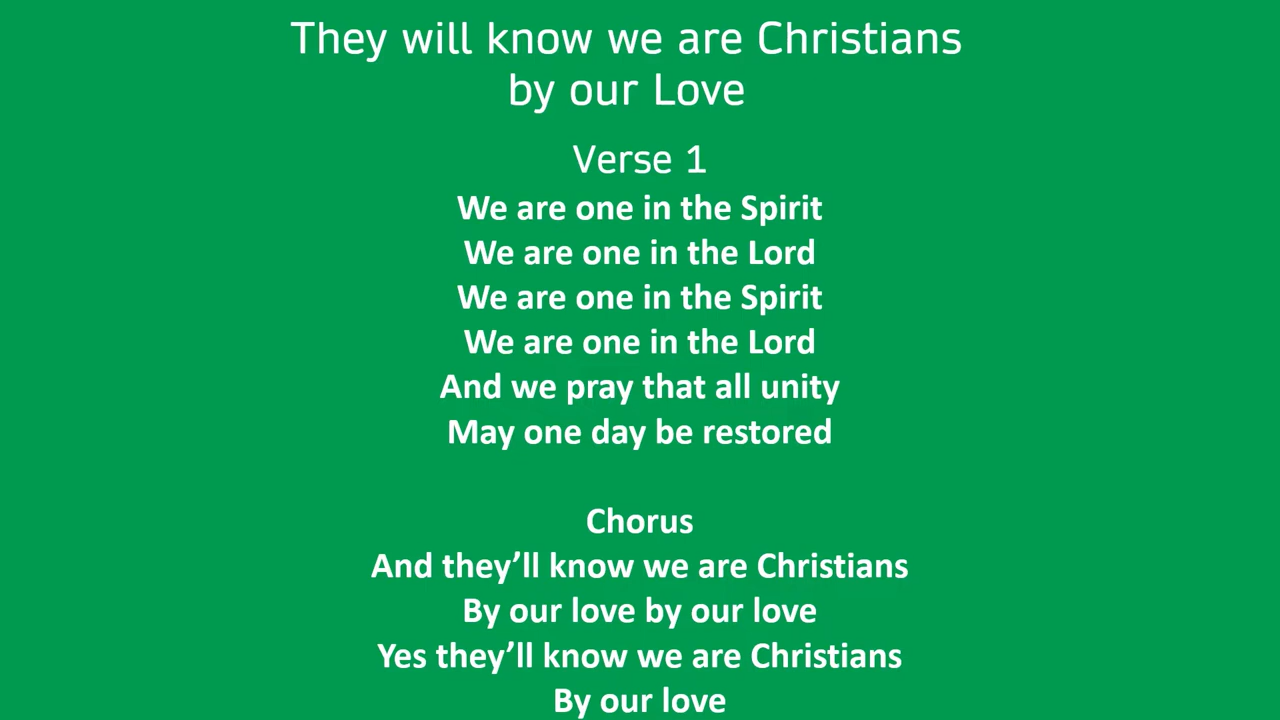 They will know we are Christians
by our Love
Verse 1
We are one in the Spirit
We are one in the Lord
We are one in the Spirit
We are one in the Lord
And we pray that all unity
May one day be restored
Chorus
And they’ll know we are Christians
By our love by our love
Yes they’ll know we are Christians
By our love